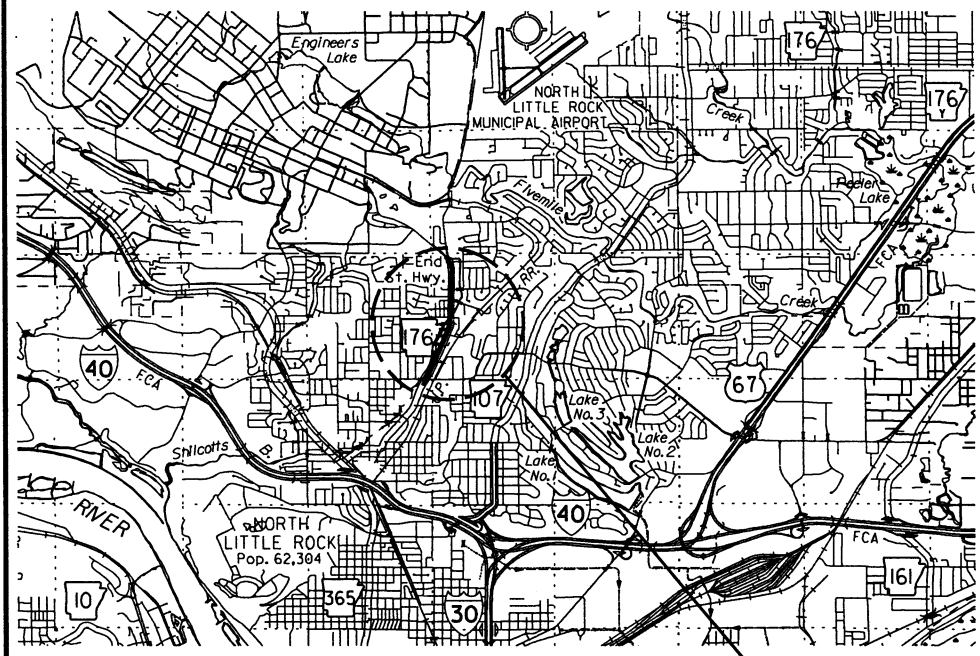 Engineers
Lake
176
NORTH
LITTLE ROCK
MUNICIPAL AIRPORT
176
Y
Creek
Fivemile
Lake
FCA
End
St. Hwy.
RR.
176
Creek
40
FCA
67
107
Lake
No. 3
Lake
No. 2
Lake
No. 1
Shilcotts
B.
RIVER
NORTH
LITTLE ROCK
Pop. 62,304
40
FCA
10
365
30
161